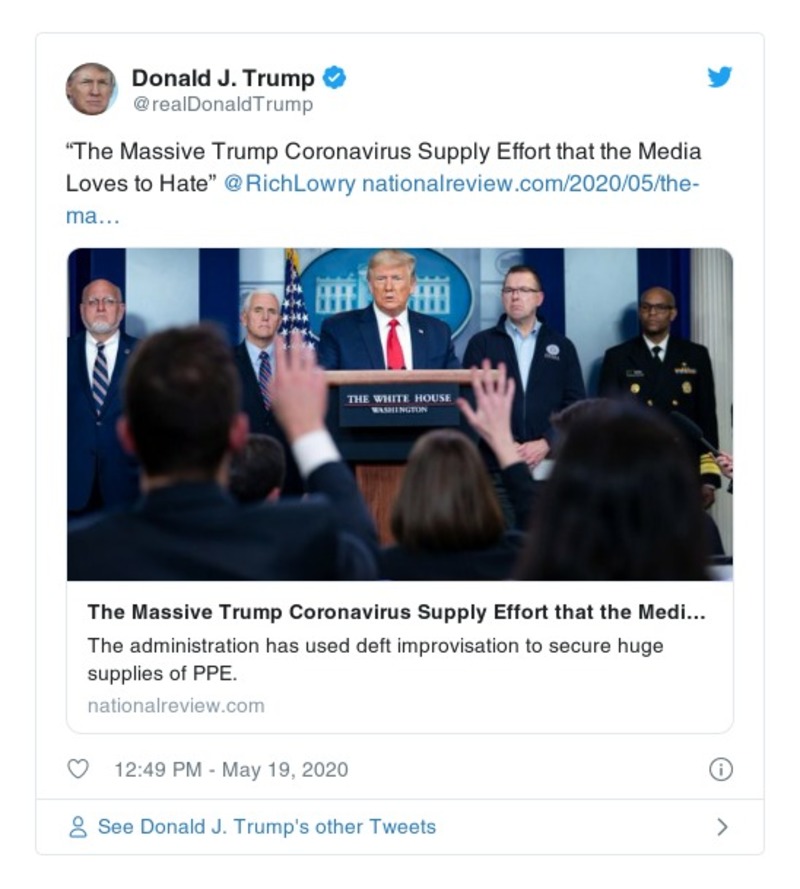 Donald J. Trump
@realDonaldTrump
“The Massive Trump Coronavirus Supply Effort that the Media
Loves to Hate” @RichLowry nationalreview.com/2020/05/the-
ma…
THE WHITE HOUSE
WASHINGTON
The Massive Trump Coronavirus Supply Effort that the Medi...
The administration has used deft improvisation to secure huge
supplies of PPE.
nationalreview.com
12:49 PM - May 19, 2020
See Donald J. Trump's other Tweets